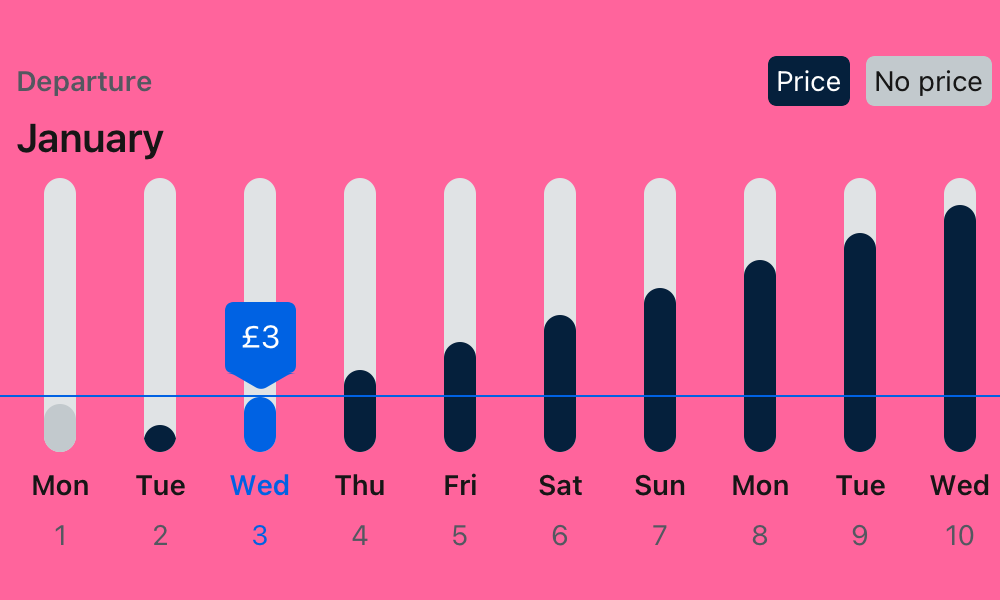 Departure
Price No price
January
£3
Mon Tue Wed Thu Fri Sat Sun Mon Tue Wed
1 2 3 4 5 6 7 8 9 10